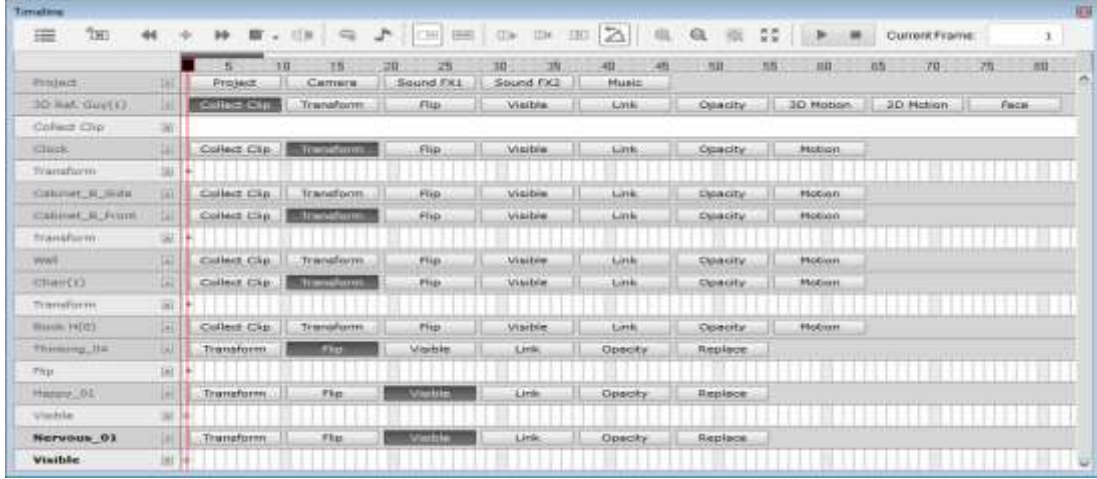 Timeline
Current Frame: 1
5 10 15 20 25 30 35 40 45 50 55 60 65 70 75 80
Project Project Camera Sound FX1 Sound FX2 Music
3D Ref. Guy(1) Collect Clip Transform Flip Visible Link Opacity 3D Motion 2D Motion Face
Collect Clip
Clock Collect Clip Transform Flip Visible Link Opacity Motion
Transform
Cabinet_B_Side Collect Clip Transform Flip Visible Link Opacity Motion
Cabinet_B_Front Collect Clip Transform Flip Visible Link Opacity Motion
Transform
Wall Collect Clip Transform Flip Visible Link Opacity Motion
Chair(1) Collect Clip Transform Flip Visible Link Opacity Motion
Transform
Book Collect Clip Transform Flip Visible Link Opacity Motion
Thinking_04 Transform Flip Visible Link Opacity Replace
Flip
Happy_01 Transform Flip Visible Link Opacity Replace
Visible
Nervous_01 Transform Flip Visible Link Opacity Replace
Visible